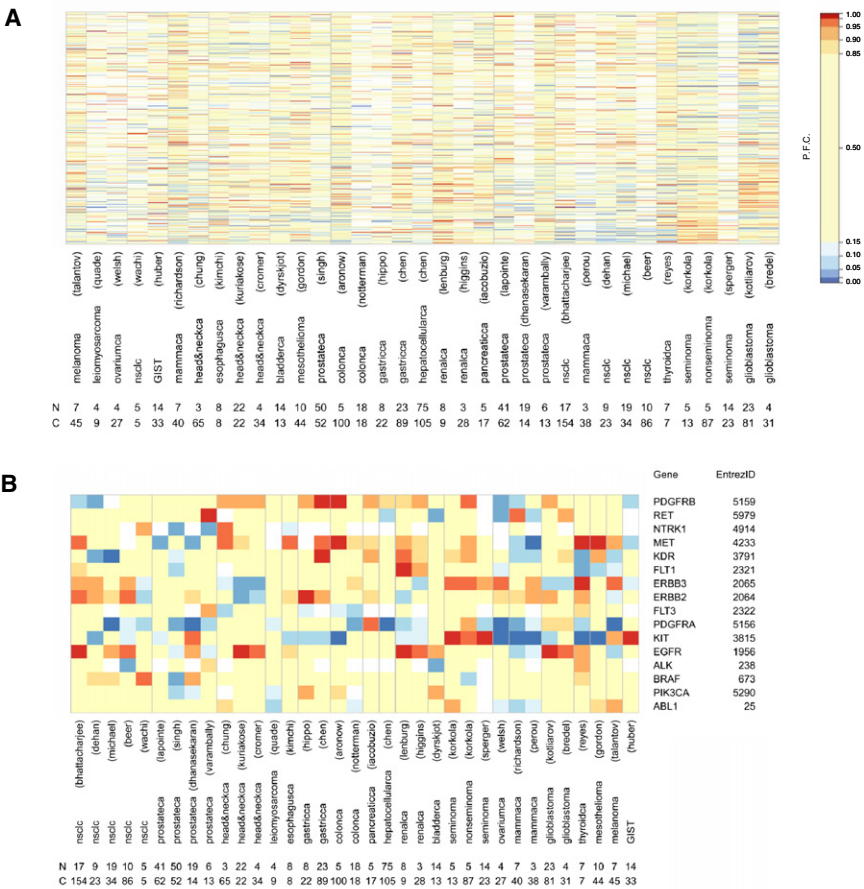 A
1.00
0.95
0.90
0.85
0.50
0.15
0.10
0.05
0.00
P.F.C.
melanoma (talantov)
leiomyosarcoma (quade)
ovariumca (welsh)
nsclc (wachi)
GIST (huber)
mammaca (richardson)
head&neckca (chung)
esophagusca (kimchi)
head&neckca (kuriakose)
head&neckca (cromer)
bladderca (dyrskjot)
mesothelioma (gordon)
prostateca (singh)
colonca (aronow)
colonca (notterman)
gastricca (hippo)
gastricca (chen)
hepatocellularca (chen)
renalca (lenburg)
renalca (higgins)
pancreaticca (iacobuzio)
prostateca (lapointe)
prostateca (dhanasekaran)
prostateca (varambally)
nsclc (bhattacharjee)
mammaca (perou)
nsclc (dehan)
nsclc (michael)
nsclc (beer)
thyroidca (reyes)
seminoma (korkola)
nonseminoma (korkola)
seminoma (sperger)
glioblastoma (kotliarov)
glioblastoma (bredel)
N 7 4 4 5 14 7 3 8 22 4 14 10 50 5 18 8 23 75 8 3 5 41 19 6 17 3 9 19 10 7 5 5 14 23 4
C 45 9 27 5 33 40 65 8 22 34 13 44 52 100 18 22 89 105 9 28 17 62 14 13 154 38 23 34 86 7 13 87 23 81 31
B
Gene EntrezID
PDGFRB 5159
RET 5979
NTRK1 4914
MET 4233
KDR 3791
FLT1 2321
ERBB3 2065
ERBB2 2064
FLT3 2322
PDGFRA 5156
KIT 3815
EGFR 1956
ALK 238
BRAF 673
PIK3CA 5290
ABL1 25
nsclc (bhattacharjee)
nsclc (dehan)
nsclc (michael)
nsclc (beer)
nsclc (wachi)
prostateca (lapointe)
prostateca (singh)
prostateca (dhanasekaran)
prostateca (varambally)
head&neckca (chung)
head&neckca (kuriakose)
head&neckca (cromer)
leiomyosarcoma (quade)
esophagusca (kimchi)
gastricca (hippo)
gastricca (chen)
colonca (aronow)
colonca (notterman)
pancreaticca (iacobuzio)
hepatocellularca (chen)
renalca (lenburg)
renalca (higgins)
bladderca (dyrskjot)
seminoma (korkola)
nonseminoma (korkola)
seminoma (sperger)
ovariumca (welsh)
mammaca (richardson)
mammaca (perou)
glioblastoma (kotliarov)
glioblastoma (bredel)
thyroidca (reyes)
mesothelioma (gordon)
melanoma (talantov)
GIST (huber)
N 17 9 19 10 5 41 50 19 6 3 22 4 4 8 8 23 5 18 5 75 8 3 14 5 5 14 4 7 3 23 4 7 10 7 14
C 154 23 34 86 5 62 52 14 13 65 22 34 9 8 22 89 100 18 17 105 9 28 13 13 87 23 27 40 38 81 31 7 44 45 33